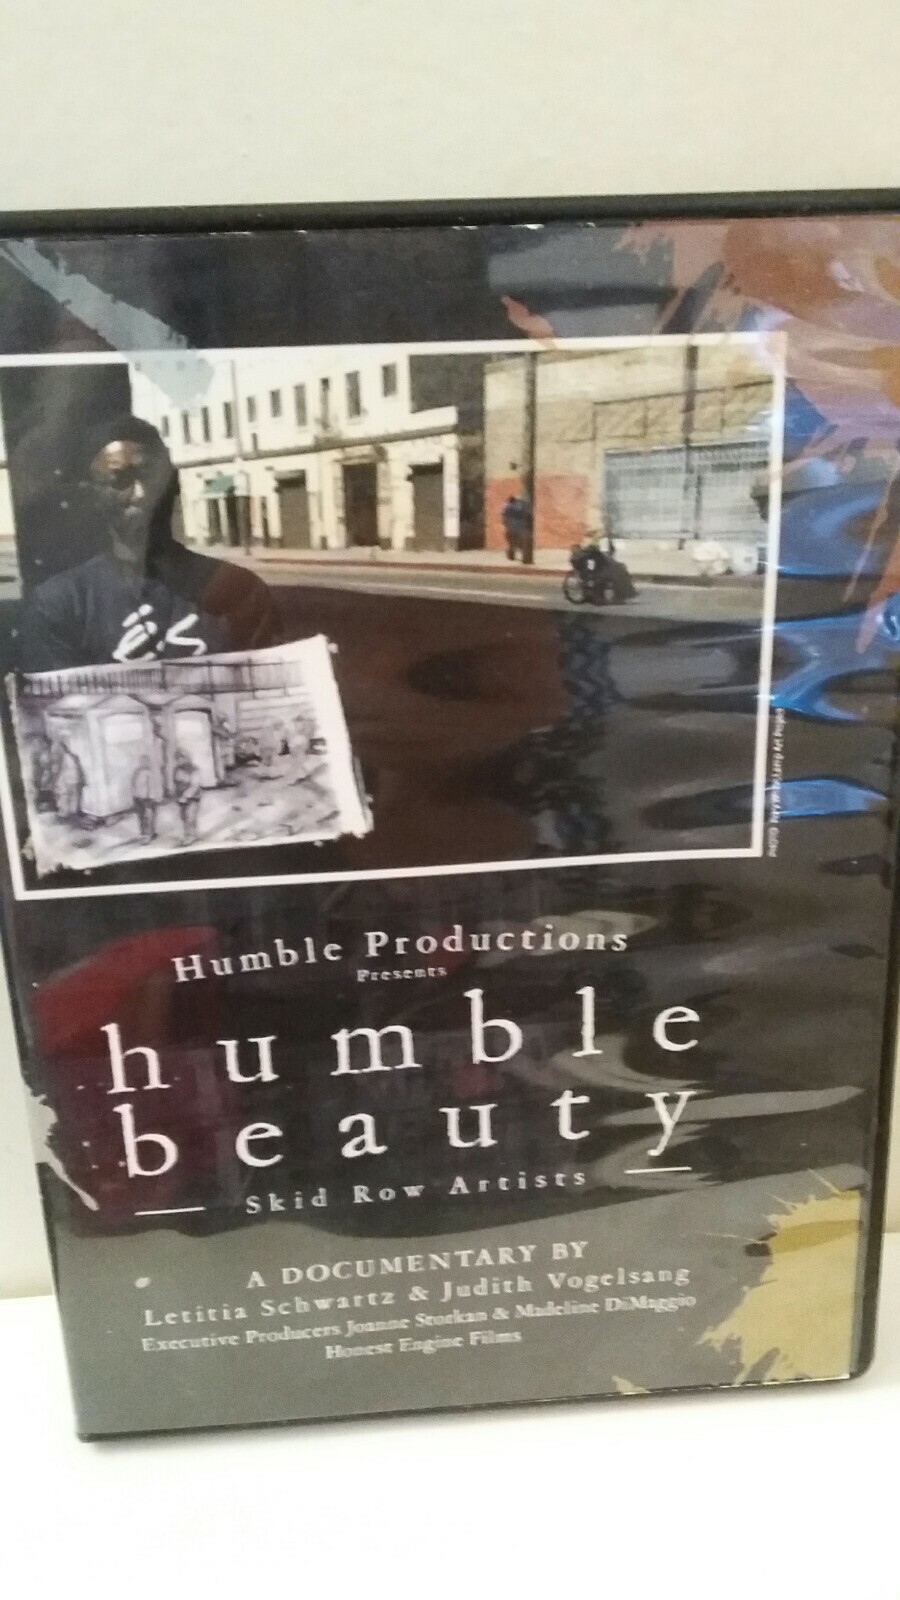 éS
Humble Productions
Presents
humble
beauty
Skid Row Artists
A DOCUMENTARY BY
Letitia Schwartz & Judith Vogelsang
Executive Producers Joanne Storkan & Madeline DiMaggio
Honest Engine Films